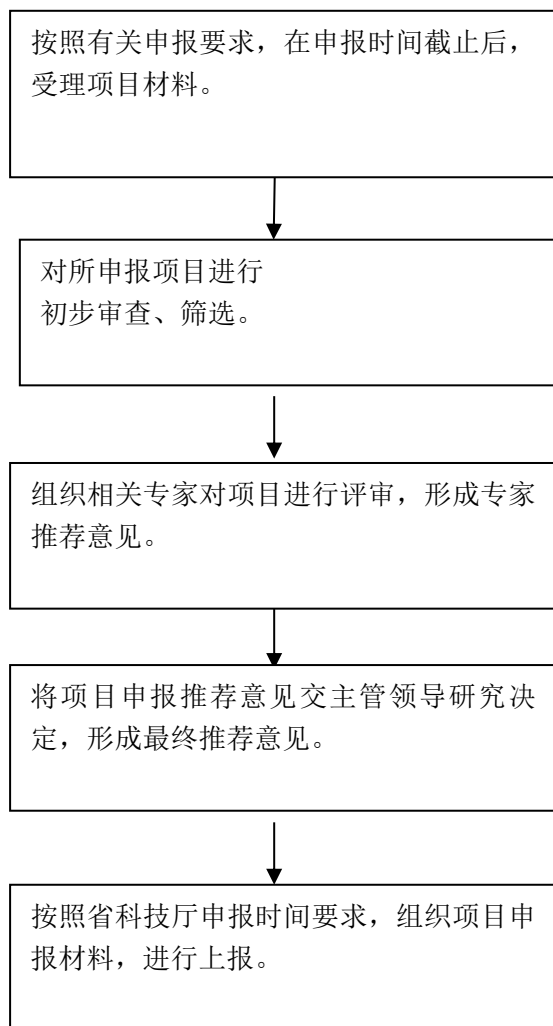 按照有关申报要求，在申报时间截止后，
受理项目材料。
对所申报项目进行
初步审查、筛选。
组织相关专家对项目进行评审，形成专家
推荐意见。
将项目申报推荐意见交主管领导研究决
定，形成最终推荐意见。
按照省科技厅申报时间要求，组织项目申
报材料，进行上报。